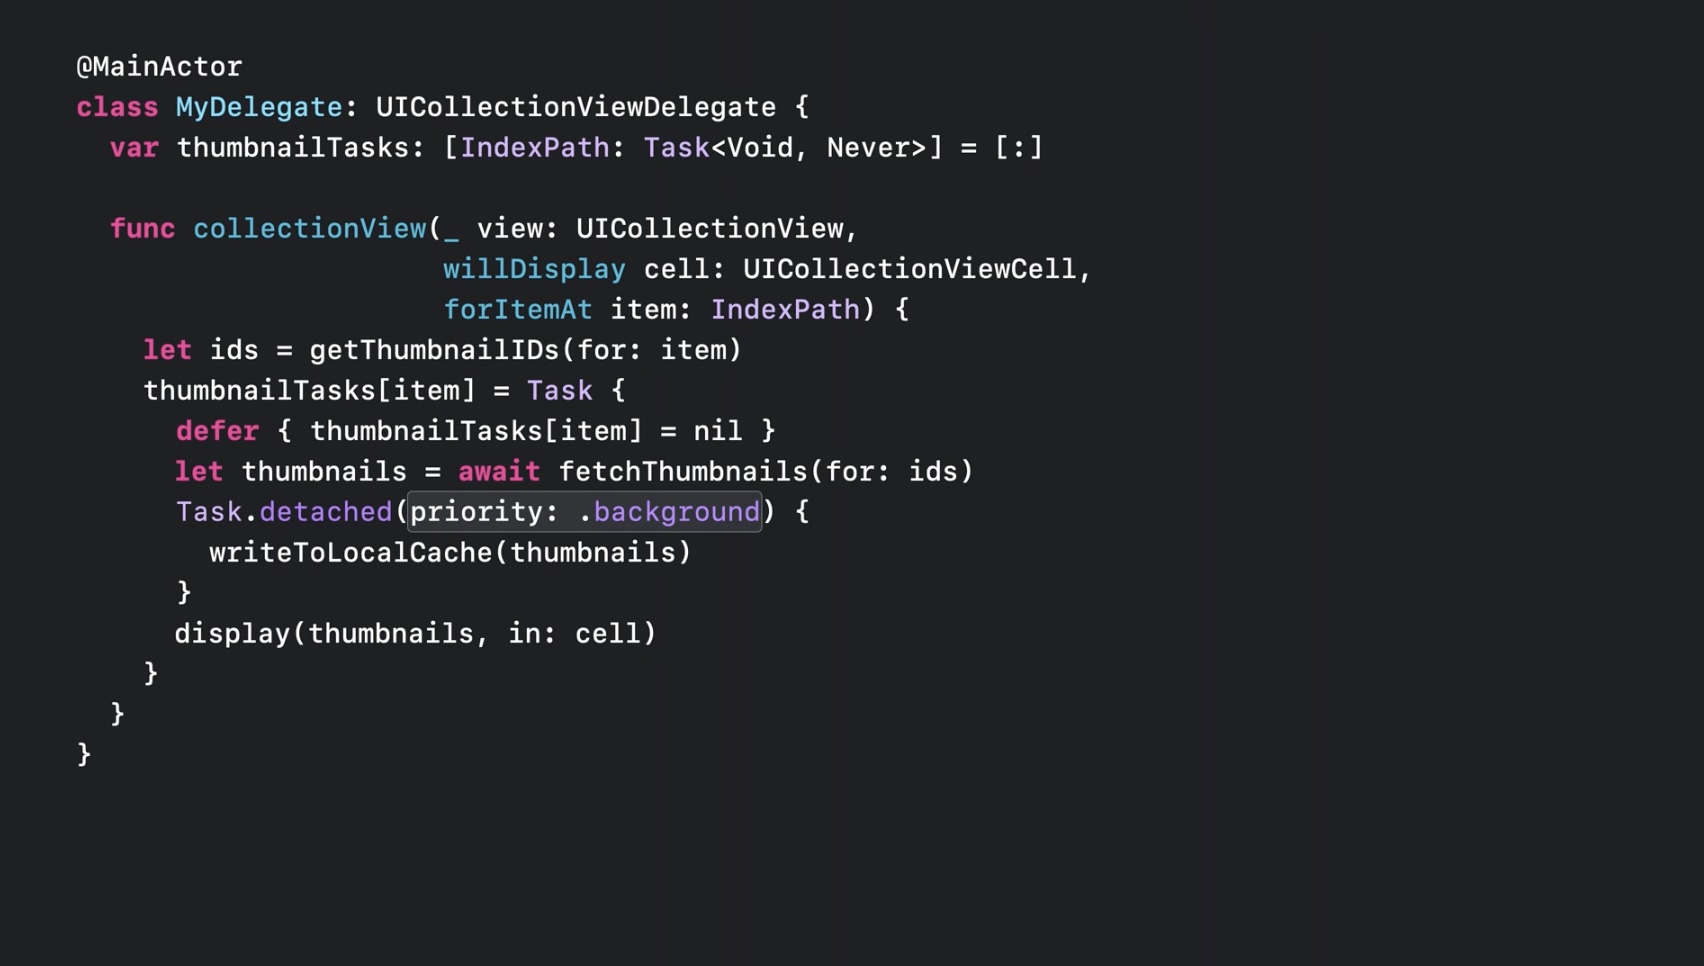 @MainActor
class MyDelegate: UICollectionViewDelegate {
  var thumbnailTasks: [IndexPath: Task<Void, Never>] = [:]

  func collectionView(_ view: UICollectionView,
                      willDisplay cell: UICollectionViewCell,
                      forItemAt item: IndexPath) {
    let ids = getThumbnailIDs(for: item)
    thumbnailTasks[item] = Task {
      defer { thumbnailTasks[item] = nil }
      let thumbnails = await fetchThumbnails(for: ids)
      Task.detached(priority: .background) {
        writeToLocalCache(thumbnails)
      }
      display(thumbnails, in: cell)
    }
  }
}